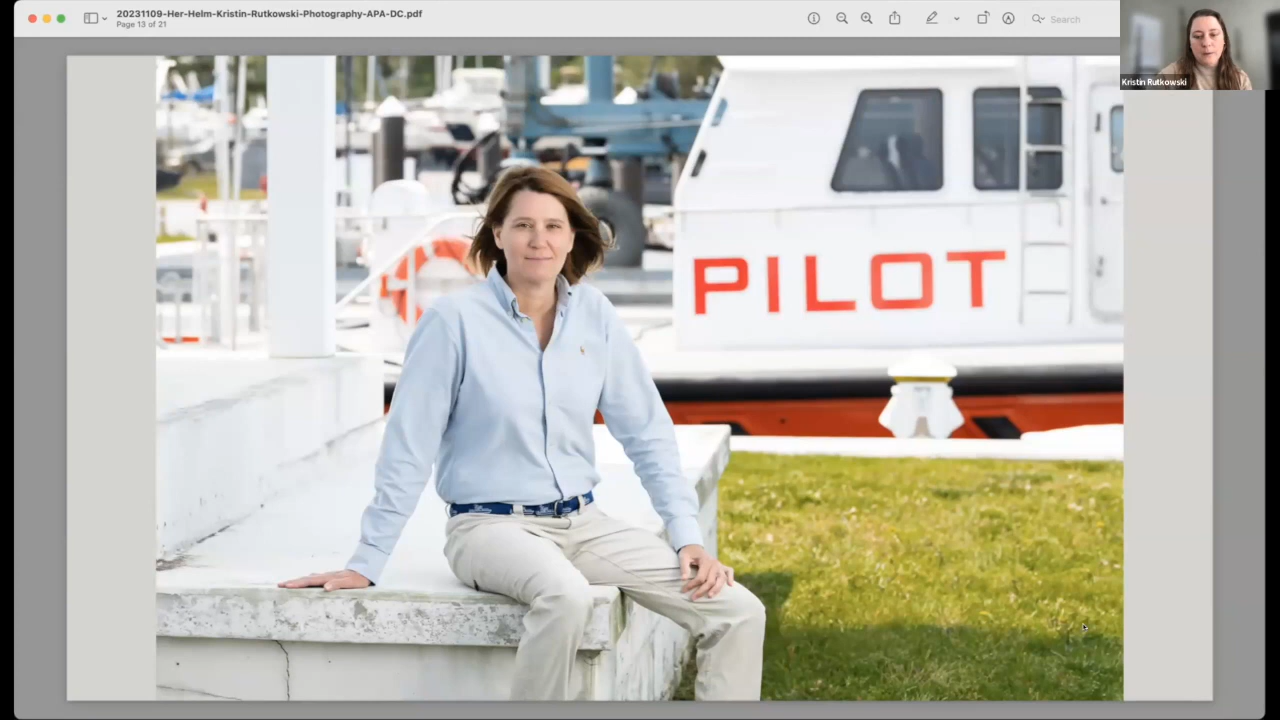 20231109-Her-Helm-Kristin-Rutkowski-Photography-APA-DC.pdf
Page 13 of 21
Search
Kristin Rutkowski
PILOT